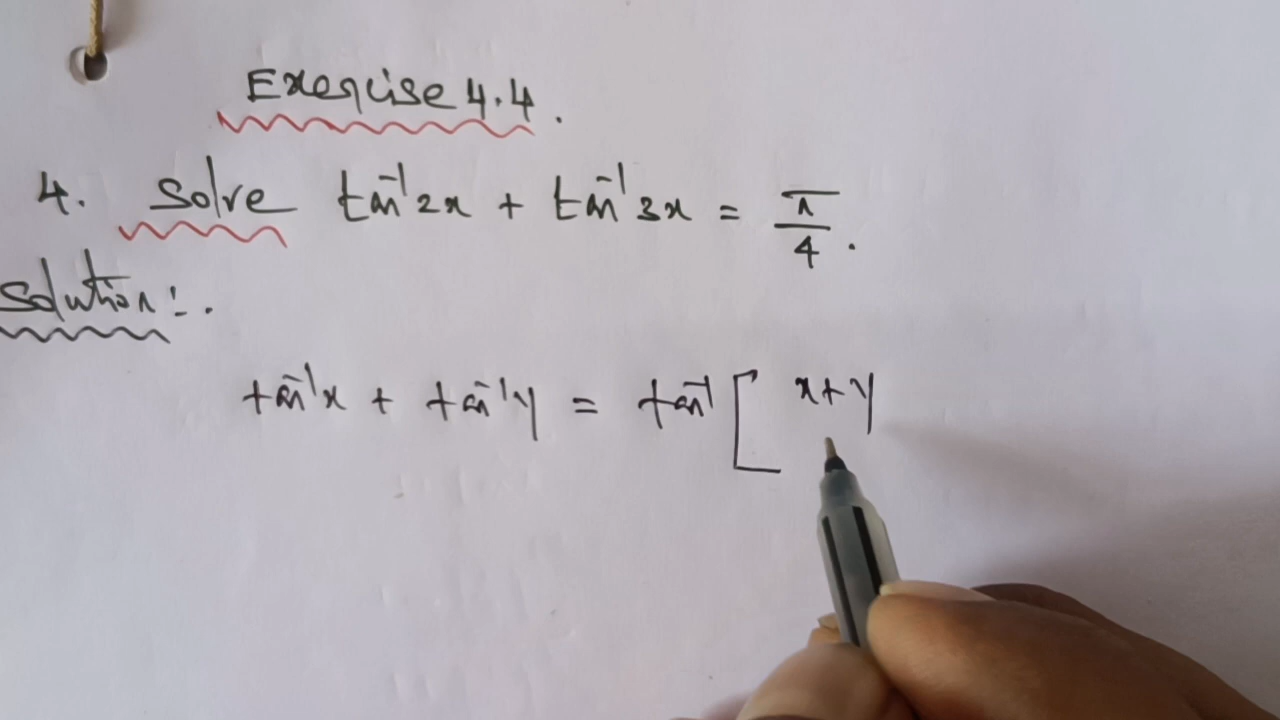 Exercise 4.4.
4. Solve tan⁻¹2x + tan⁻¹3x = π/4.
Solution:.
tan⁻¹x + tan⁻¹y = tan⁻¹[ x+y